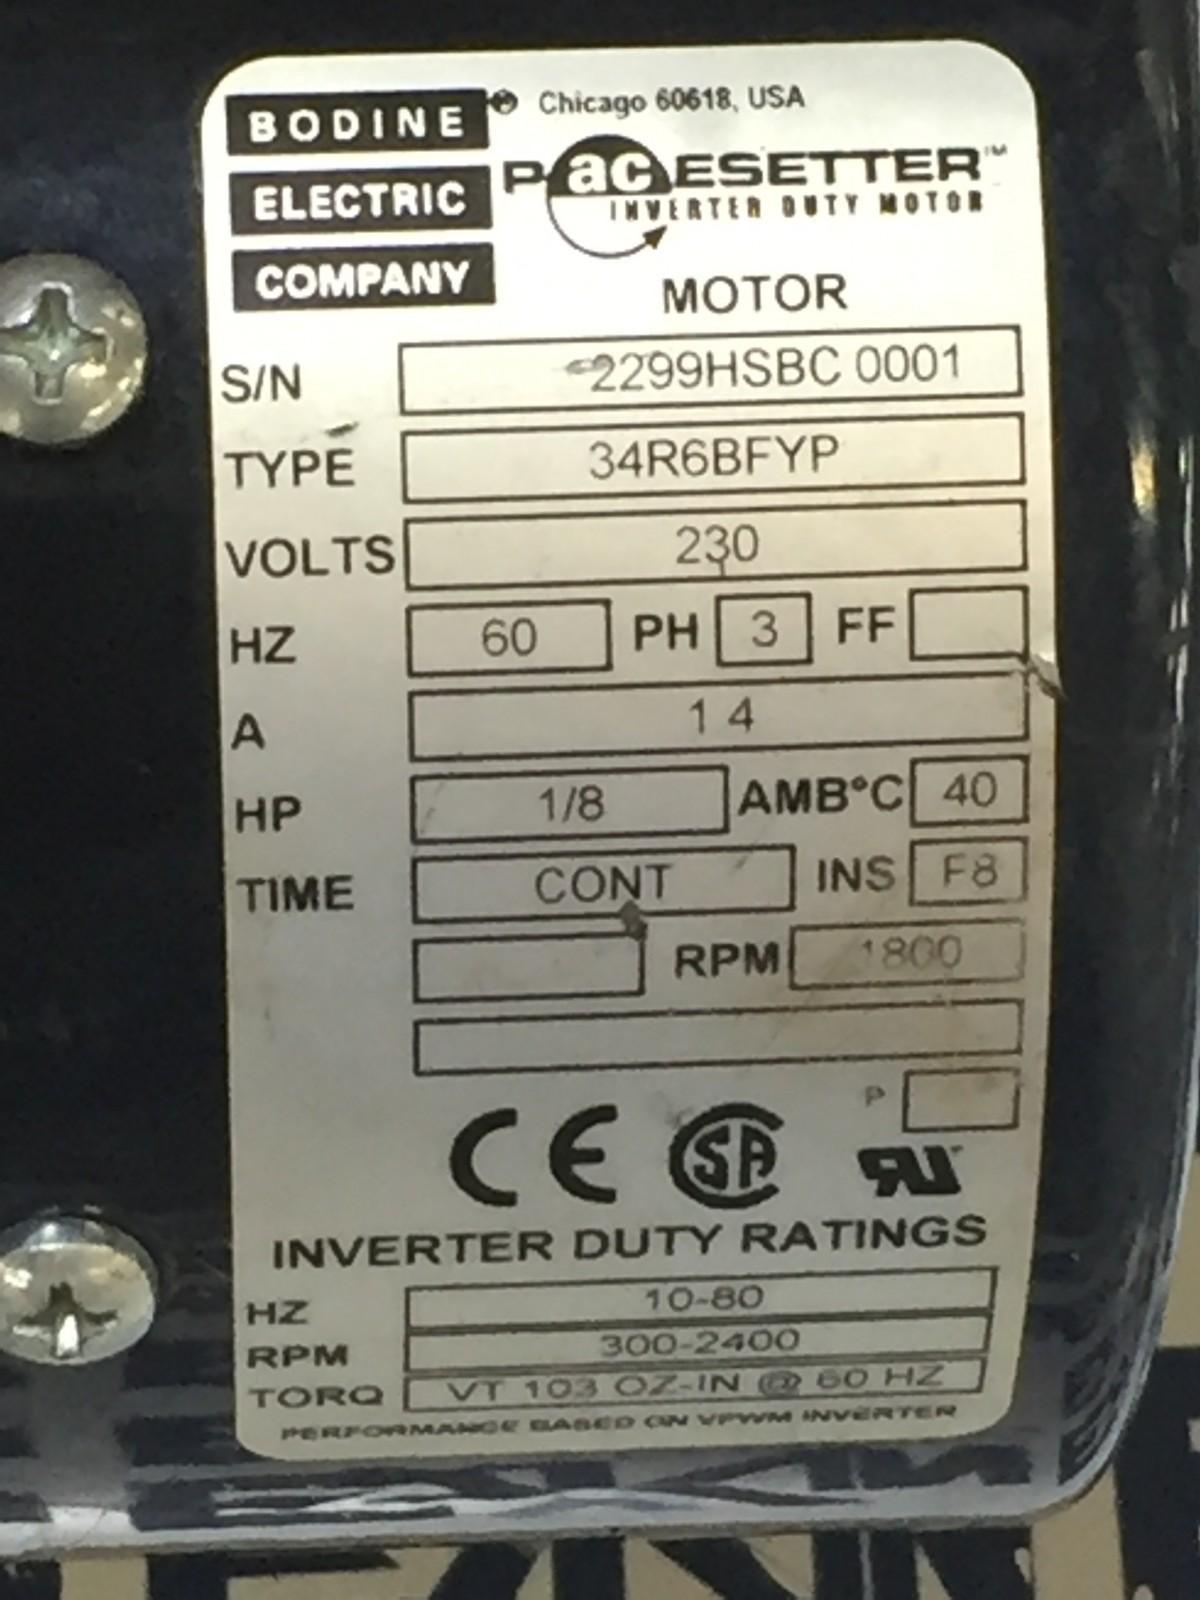 BODINE ® Chicago 60618, USA
ELECTRIC PacESETTER™
INVERTER DUTY MOTOR
COMPANY
MOTOR
S/N 2299HSBC 0001
TYPE 34R6BFYP
VOLTS 230
HZ 60 PH 3 FF
A 1 4
HP 1/8 AMB°C 40
TIME CONT INS F8
RPM 1800
P
CE SA RU
INVERTER DUTY RATINGS
HZ 10-80
RPM 300-2400
TORQ VT 103 OZ-IN @ 60 HZ
PERFORMANCE BASED ON VPWM INVERTER